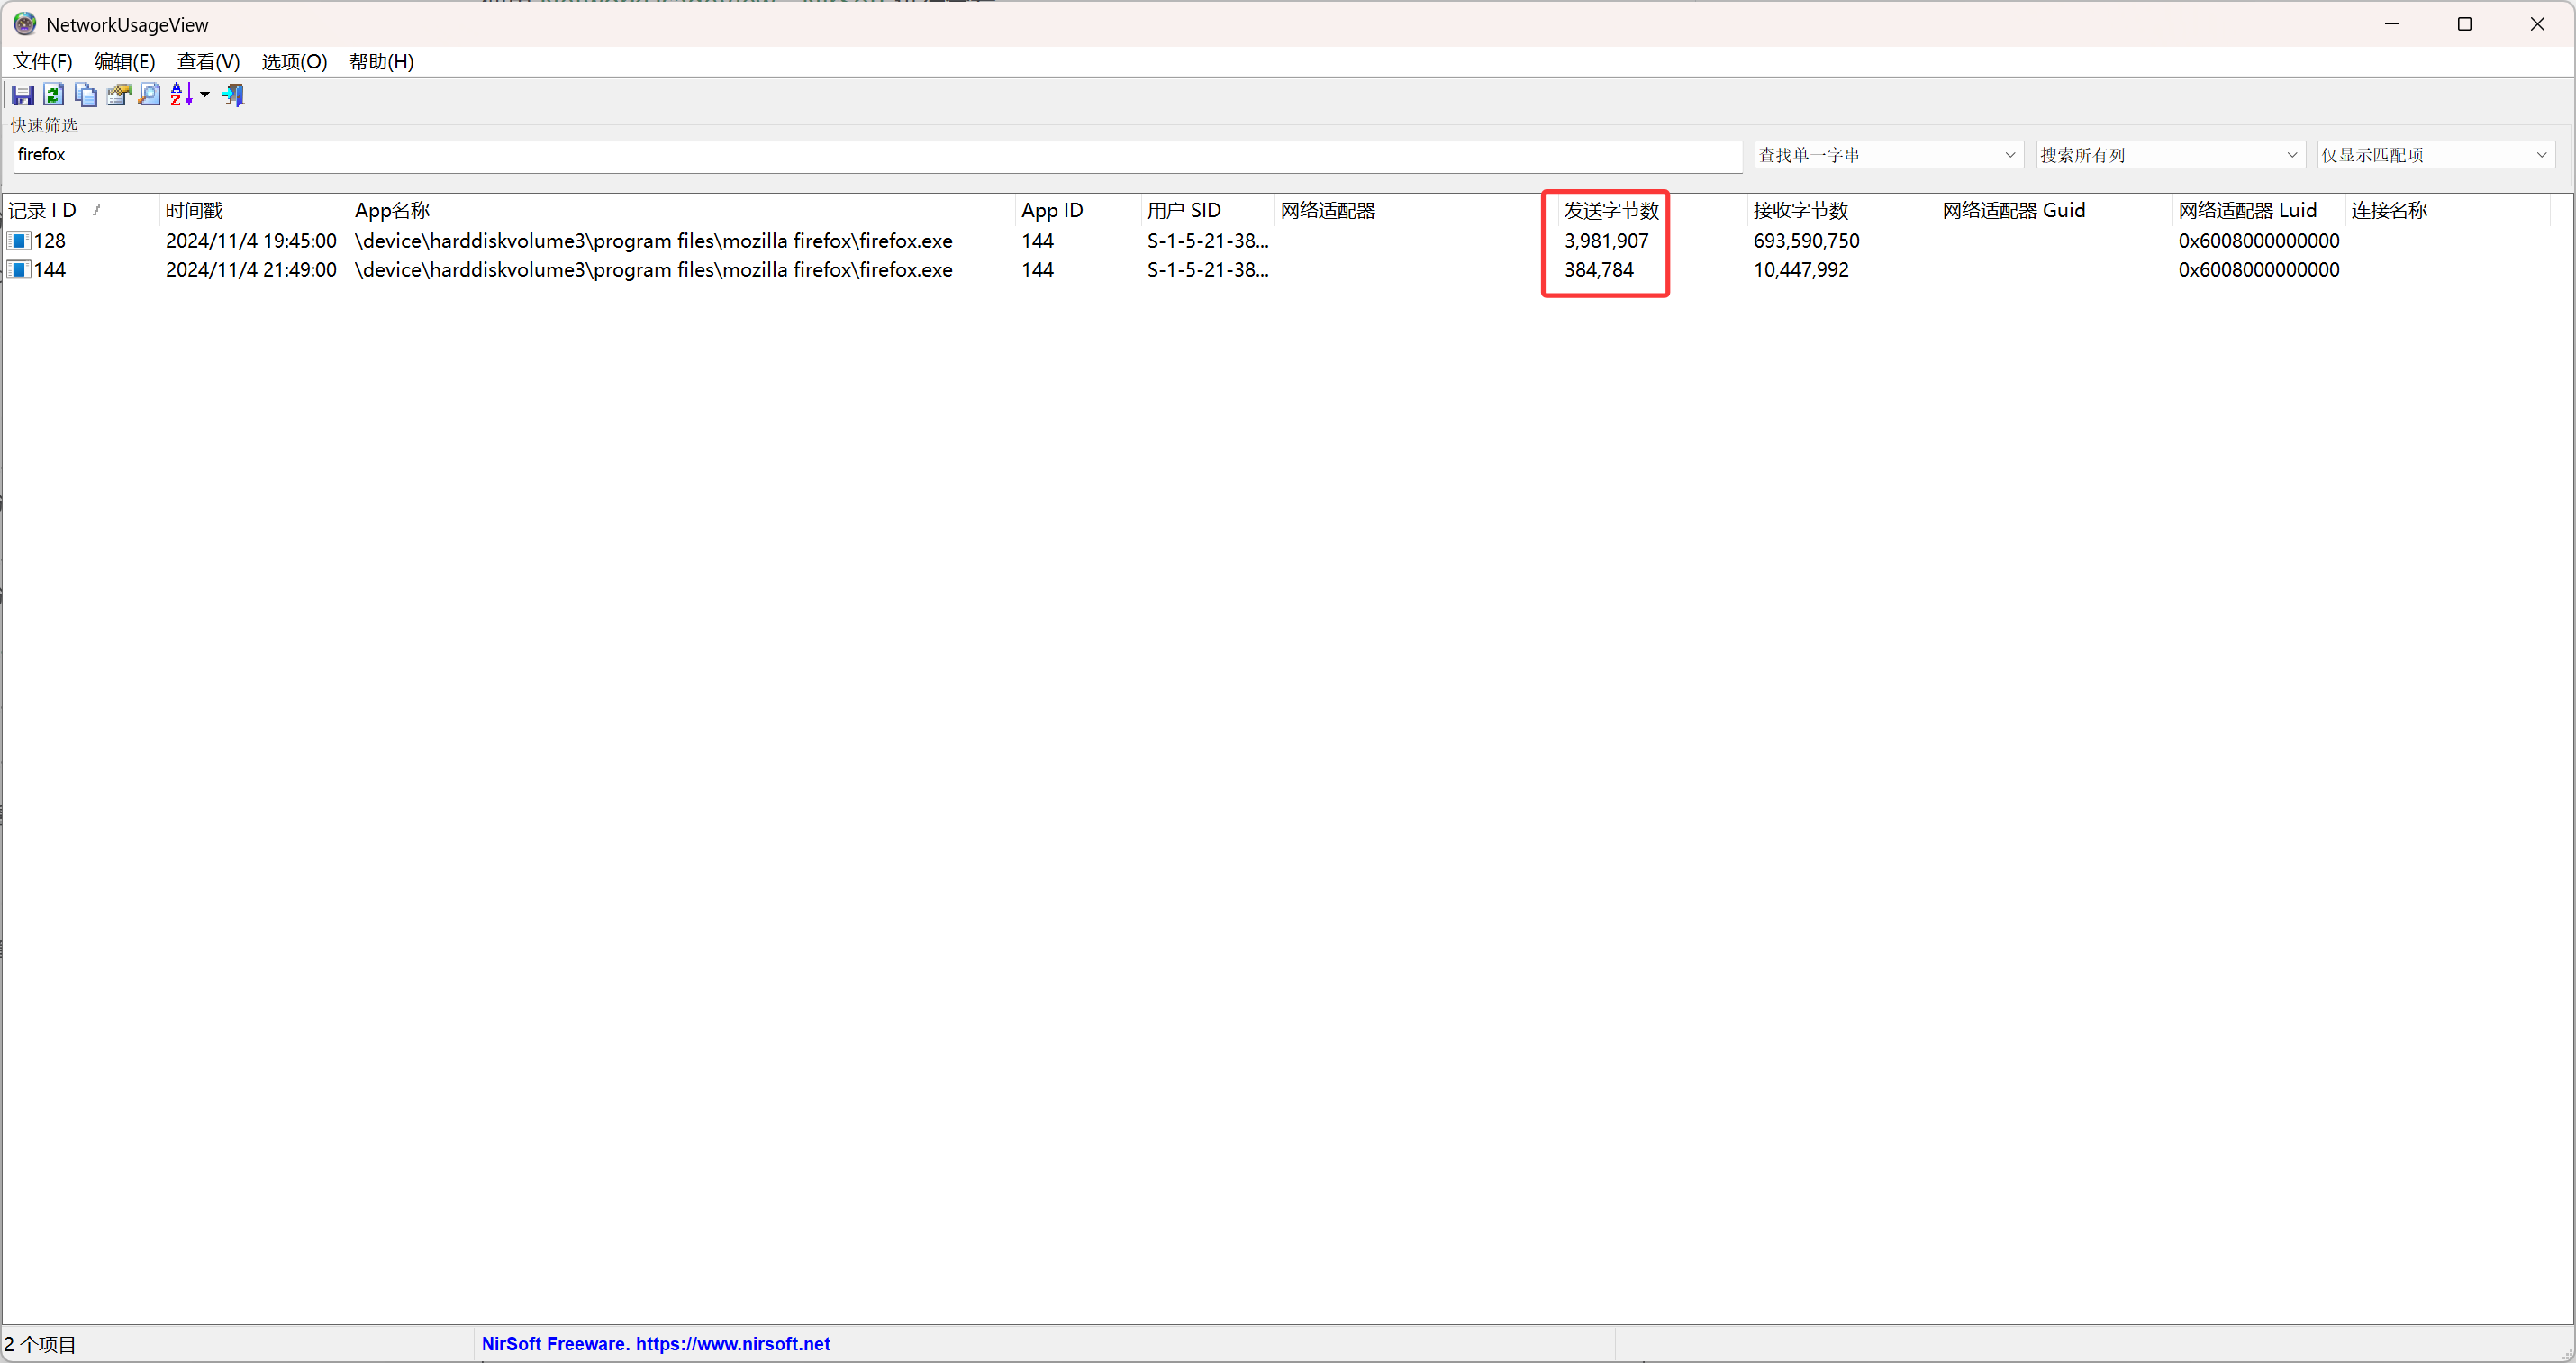 NetworkUsageView
文件(F) 编辑(E) 查看(V) 选项(O) 帮助(H)
快速筛选
firefox 查找单一字串 搜索所有列 仅显示匹配项
记录 I D 时间戳 App名称 App ID 用户 SID 网络适配器 发送字节数 接收字节数 网络适配器 Guid 网络适配器 Luid 连接名称
128 2024/11/4 19:45:00 \device\harddiskvolume3\program files\mozilla firefox\firefox.exe 144 S-1-5-21-38... 3,981,907 693,590,750 0x6008000000000
144 2024/11/4 21:49:00 \device\harddiskvolume3\program files\mozilla firefox\firefox.exe 144 S-1-5-21-38... 384,784 10,447,992 0x6008000000000
2 个项目 NirSoft Freeware. https://www.nirsoft.net